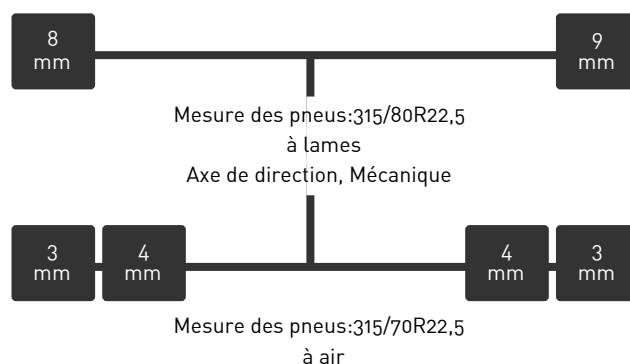 8 mm
9 mm
Mesure des pneus:315/80R22,5
à lames
Axe de direction, Mécanique
3 mm
4 mm
4 mm
3 mm
Mesure des pneus:315/70R22,5
à air